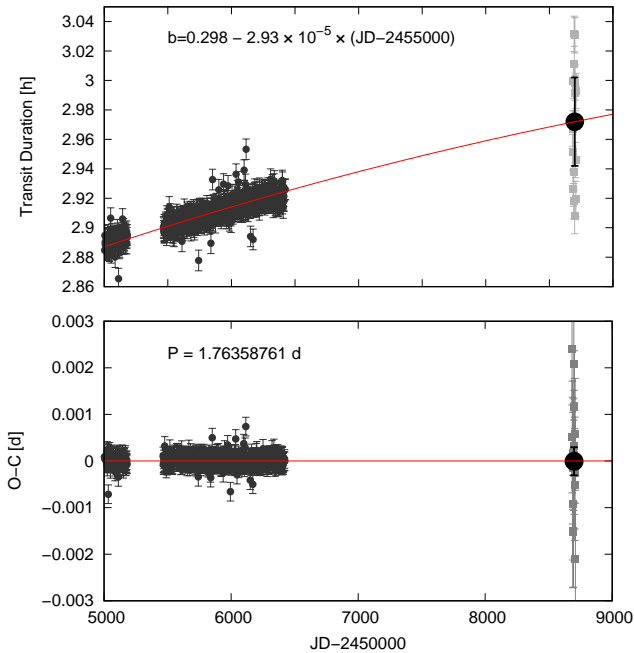 3.04
3.02
3
2.98
2.96
2.94
2.92
2.9
2.88
2.86
Transit Duration [h]
b=0.298 − 2.93 × 10⁻⁵ × (JD-2455000)
0.003
0.002
0.001
0
−0.001
−0.002
−0.003
O−C [d]
P = 1.76358761 d
5000 6000 7000 8000 9000
JD-2450000